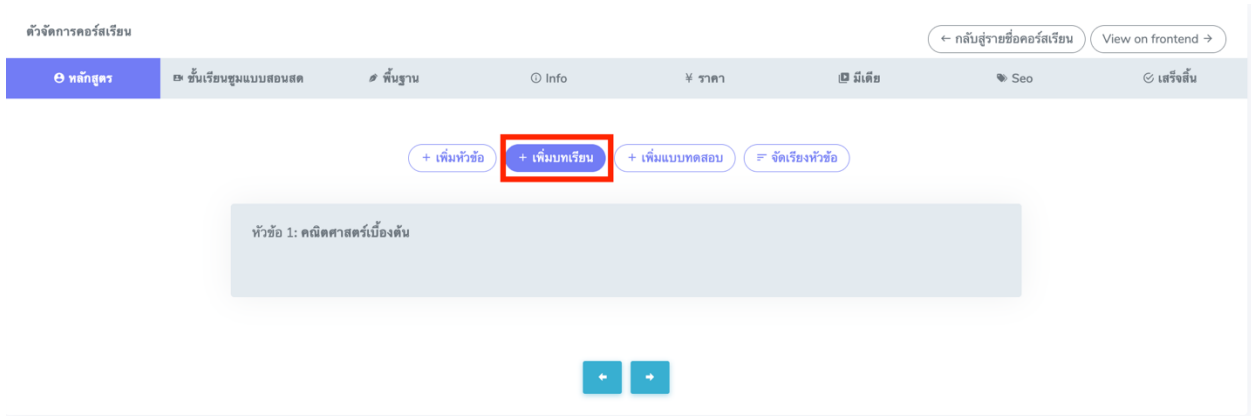 ตัวจัดการคอร์สเรียน
← กลับสู่รายชื่อคอร์สเรียน View on frontend →
หลักสูตร ชั้นเรียนซูมแบบสอนสด พื้นฐาน Info ¥ ราคา มีเดีย Seo เสร็จสิ้น
+ เพิ่มหัวข้อ + เพิ่มบทเรียน + เพิ่มแบบทดสอบ จัดเรียงหัวข้อ
หัวข้อ 1: คณิตศาสตร์เบื้องต้น